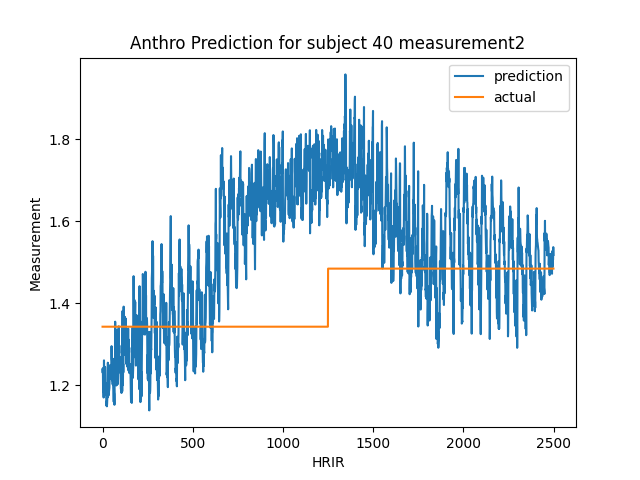 Anthro Prediction for subject 40 measurement2
prediction
actual
Measurement
1.8
1.6
1.4
1.2
0 500 1000 1500 2000 2500
HRIR